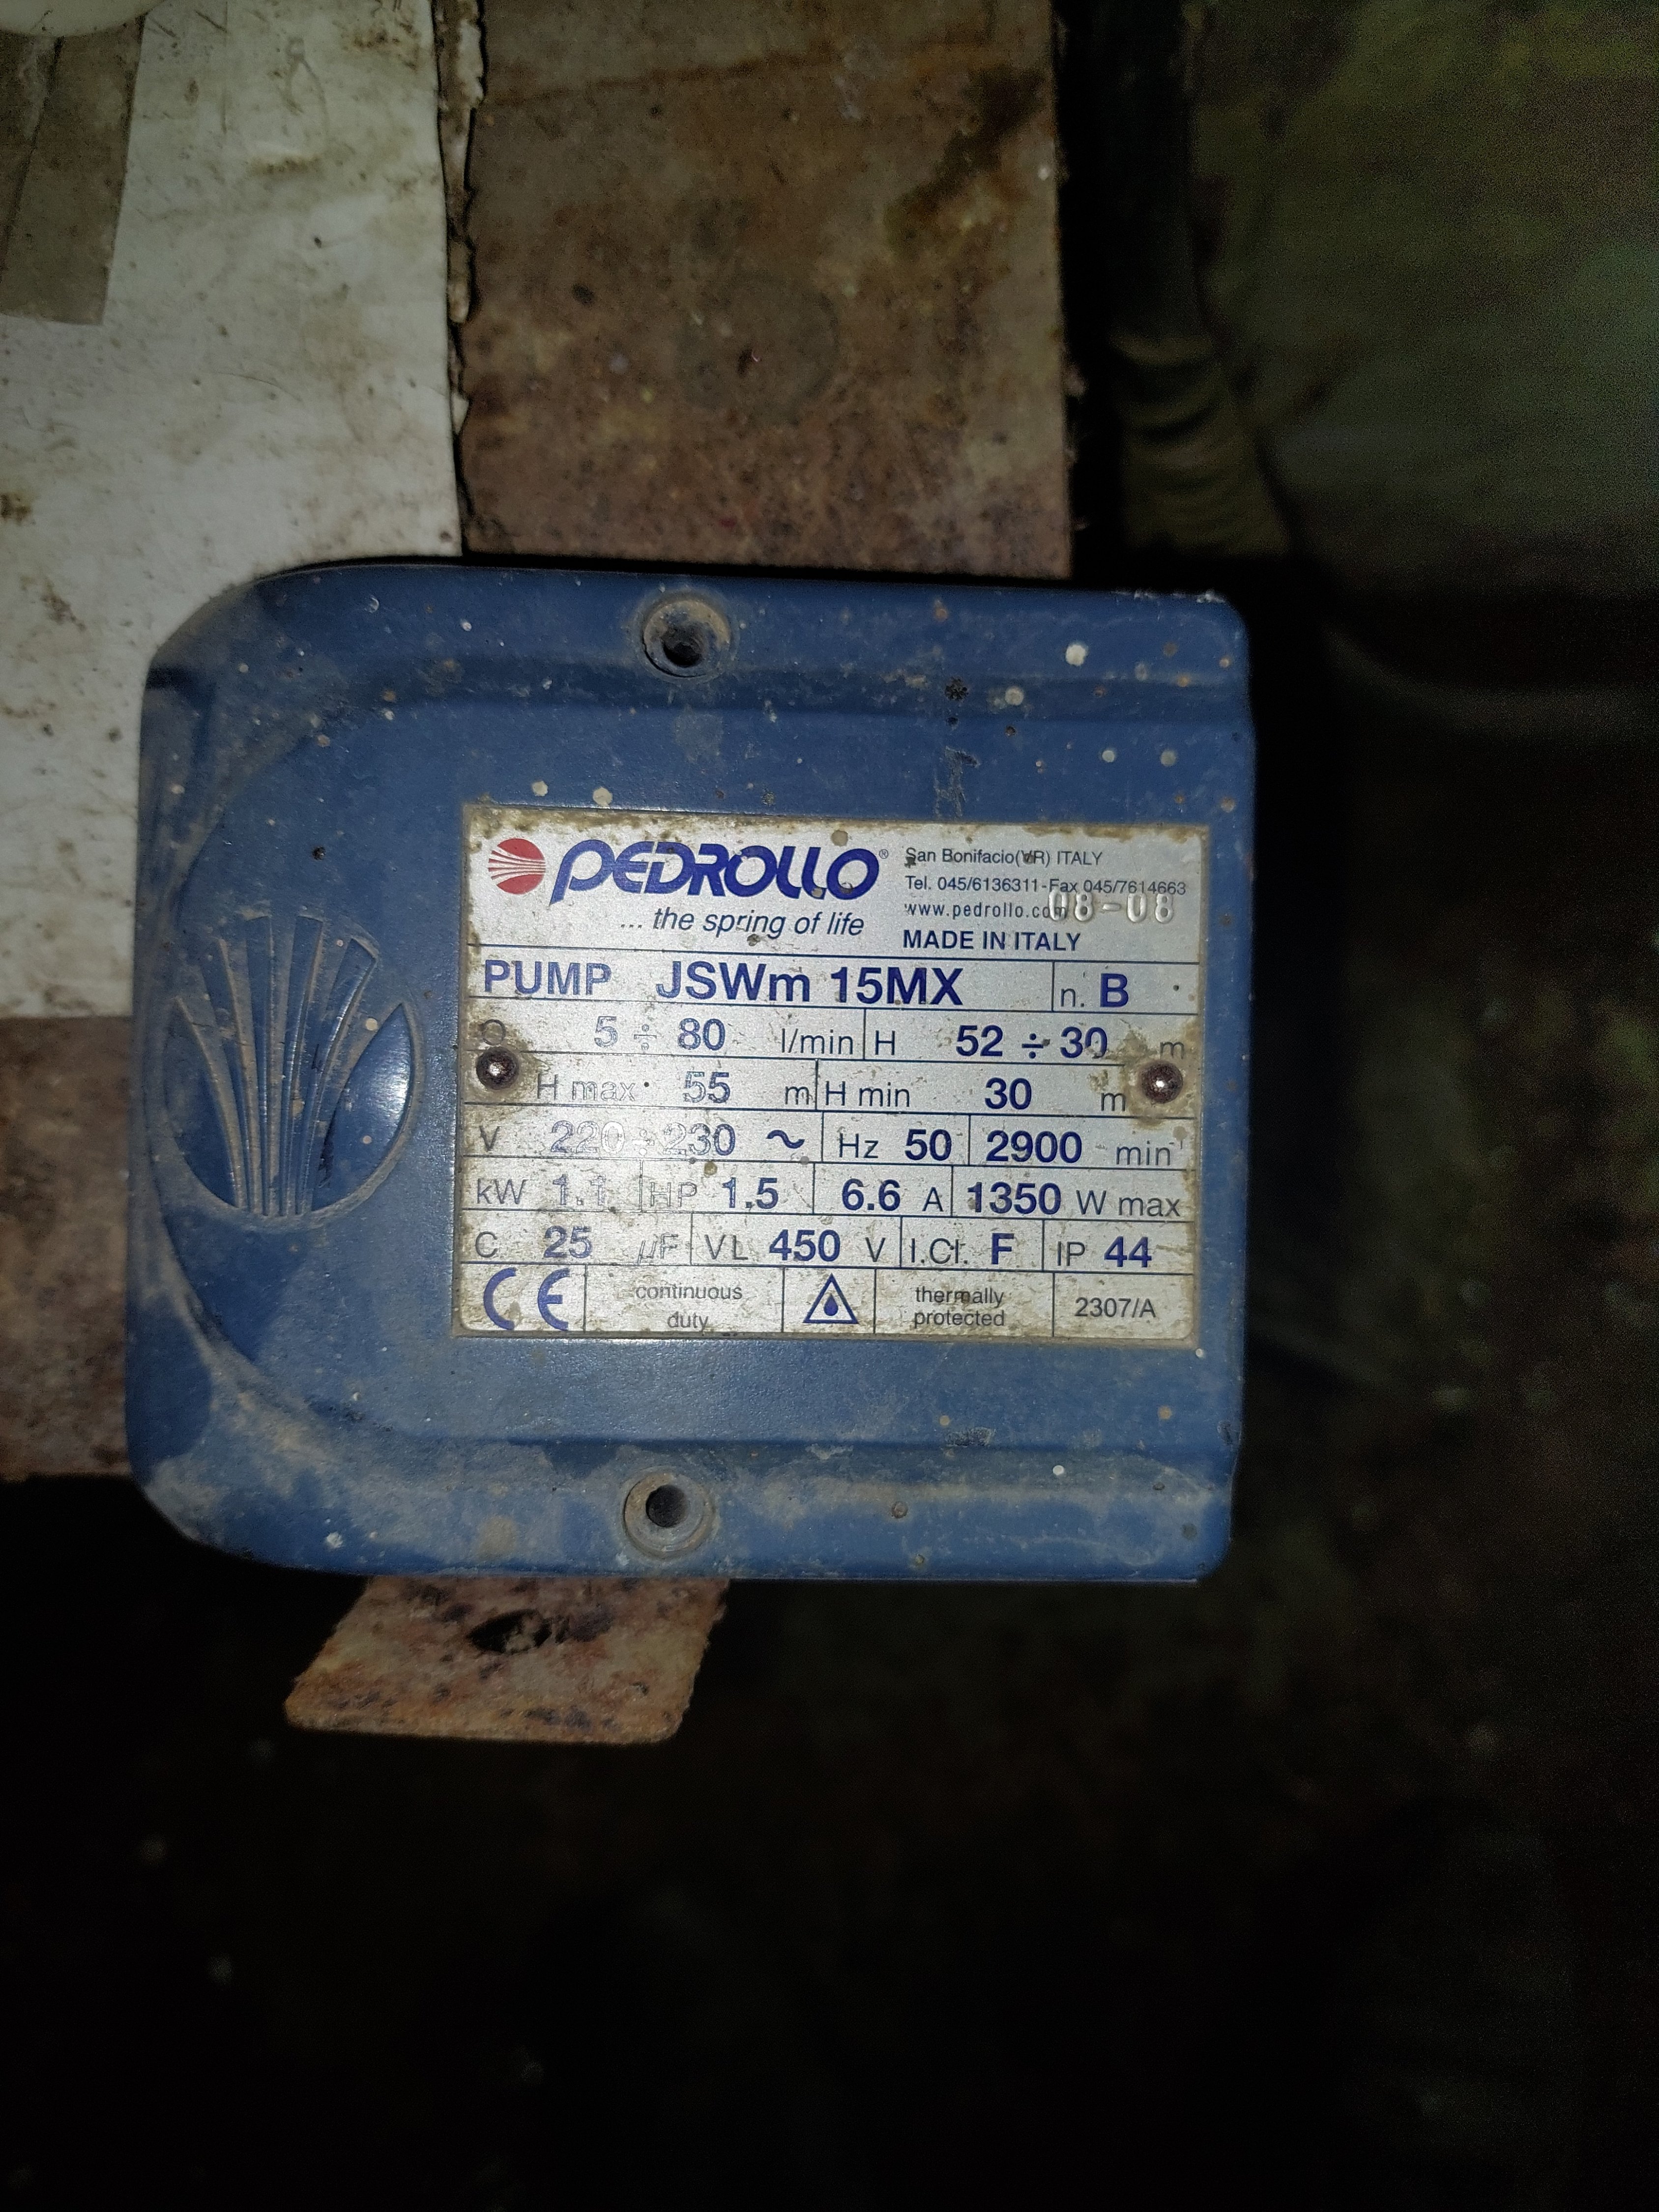 PEDROLLO®
... the spring of life
San Bonifacio(VR) ITALY
Tel. 045/6136311-Fax 045/7614663
www.pedrollo.com
08-08
MADE IN ITALY
PUMP JSWm 15MX n. B
Q 5 ÷ 80 l/min H 52 ÷ 30 m
H max 55 m H min 30 m
V 220 ÷ 230 ~ Hz 50 2900 min⁻¹
kW 1.1 HP 1.5 6.6 A 1350 W max
C 25 µF VL 450 V I.Cl. F IP 44
CE continuous duty thermally protected 2307/A